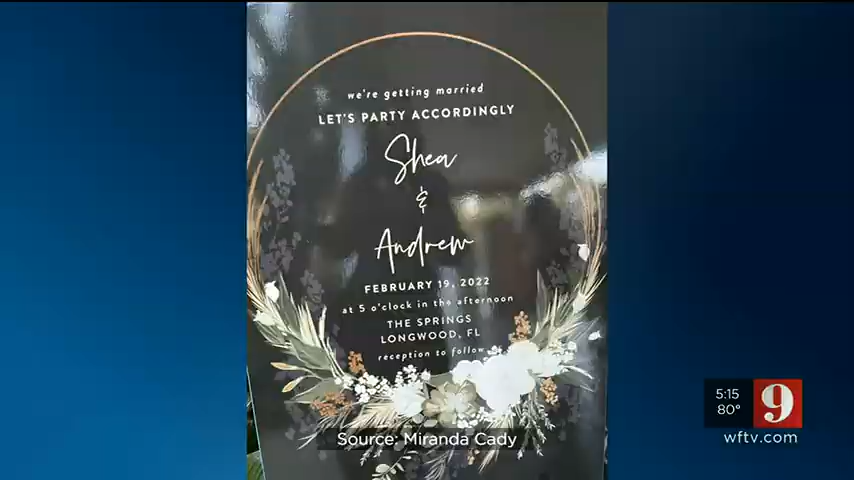 we're getting married
LET'S PARTY ACCORDINGLY
Shea
&
Andrew
FEBRUARY 19, 2022
at 5 o'clock in the afternoon
THE SPRINGS
LONGWOOD, FL
reception to follow
Source: Miranda Cady
5:15
80°
9
wftv.com